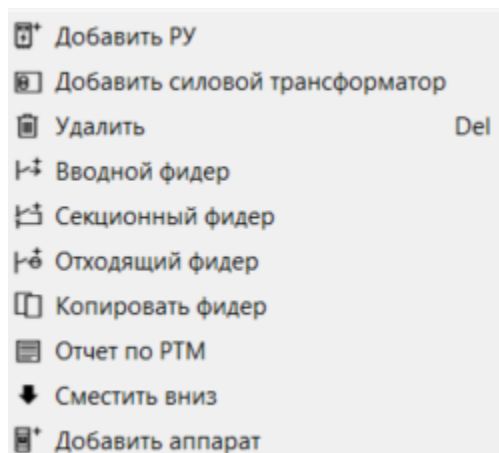 Добавить РУ
Добавить силовой трансформатор
Удалить Del
Вводной фидер
Секционный фидер
Отходящий фидер
Копировать фидер
Отчет по РТМ
Сместить вниз
Добавить аппарат